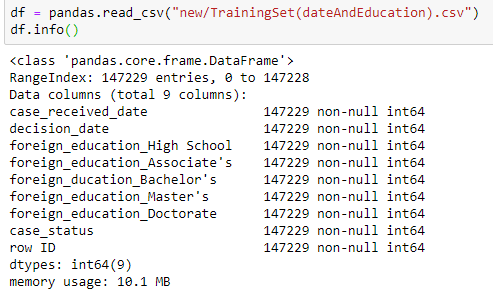 df = pandas.read_csv("new/TrainingSet(dateAndEducation).csv")
df.info()
<class 'pandas.core.frame.DataFrame'>
RangeIndex: 147229 entries, 0 to 147228
Data columns (total 9 columns):
case_received_date 147229 non-null int64
decision_date 147229 non-null int64
foreign_education_High School 147229 non-null int64
foreign_education_Associate's 147229 non-null int64
foreign_ducation_Bachelor's 147229 non-null int64
foreign_education_Master's 147229 non-null int64
foreign_education_Doctorate 147229 non-null int64
case_status 147229 non-null int64
row ID 147229 non-null int64
dtypes: int64(9)
memory usage: 10.1 MB